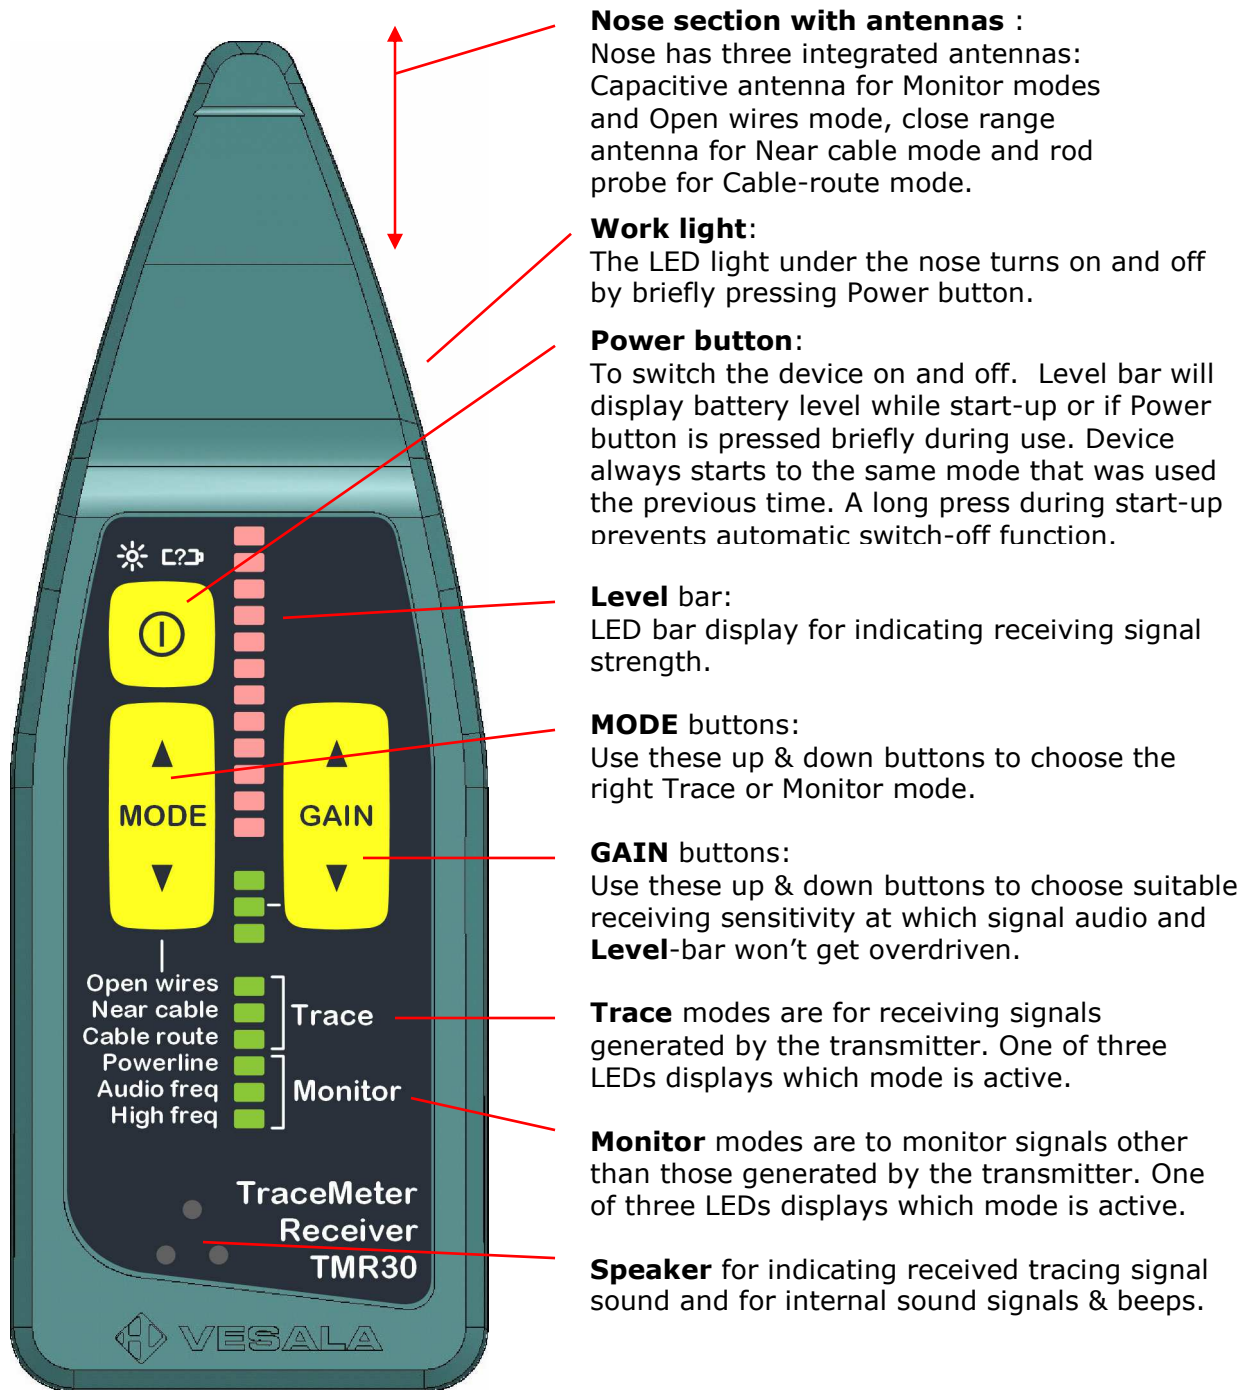 Nose section with antennas :
Nose has three integrated antennas:
Capacitive antenna for Monitor modes
and Open wires mode, close range
antenna for Near cable mode and rod
probe for Cable-route mode.
Work light:
The LED light under the nose turns on and off
by briefly pressing Power button.
Power button:
To switch the device on and off.  Level bar will
display battery level while start-up or if Power
button is pressed briefly during use. Device
always starts to the same mode that was used
the previous time. A long press during start-up
prevents automatic switch-off function.
Level bar:
LED bar display for indicating receiving signal
strength.
MODE buttons:
Use these up & down buttons to choose the
right Trace or Monitor mode.
GAIN buttons:
Use these up & down buttons to choose suitable
receiving sensitivity at which signal audio and
Level-bar won't get overdriven.
Trace modes are for receiving signals
generated by the transmitter. One of three
LEDs displays which mode is active.
Monitor modes are to monitor signals other
than those generated by the transmitter. One
of three LEDs displays which mode is active.
Speaker for indicating received tracing signal
sound and for internal sound signals & beeps.
?
MODE
GAIN
Open wires
Near cable
Cable route
Trace
Powerline
Audio freq
High freq
Monitor
TraceMeter
Receiver
TMR30
VESALA